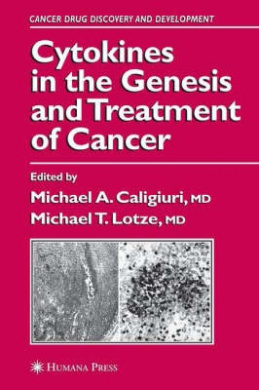 CANCER DRUG DISCOVERY AND DEVELOPMENT
Cytokines
in the Genesis
and Treatment
of Cancer
Edited by
Michael A. Caligiuri, MD
Michael T. Lotze, MD
HUMANA PRESS